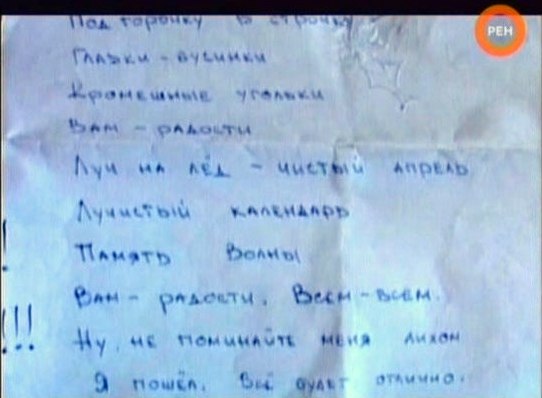 Под горочку в строчку
РЕН
Глазки - бусинки
Кромешные угольки
Вам - радости
Луч на лёд - чистый апрель
Лучистый календарь
! Память Волны
Вам - радости. Всем - всем.
!!! Ну, не поминайте меня лихом
Я пошёл. Всё будет отлично.